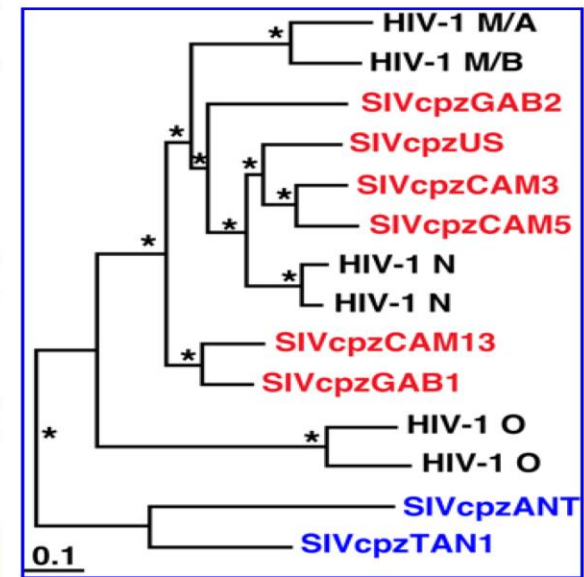 HIV-1 M/A
HIV-1 M/B
SIVcpzGAB2
SIVcpzUS
SIVcpzCAM3
SIVcpzCAM5
HIV-1 N
HIV-1 N
SIVcpzCAM13
SIVcpzGAB1
HIV-1 O
HIV-1 O
SIVcpzANT
SIVcpzTAN1
0.1